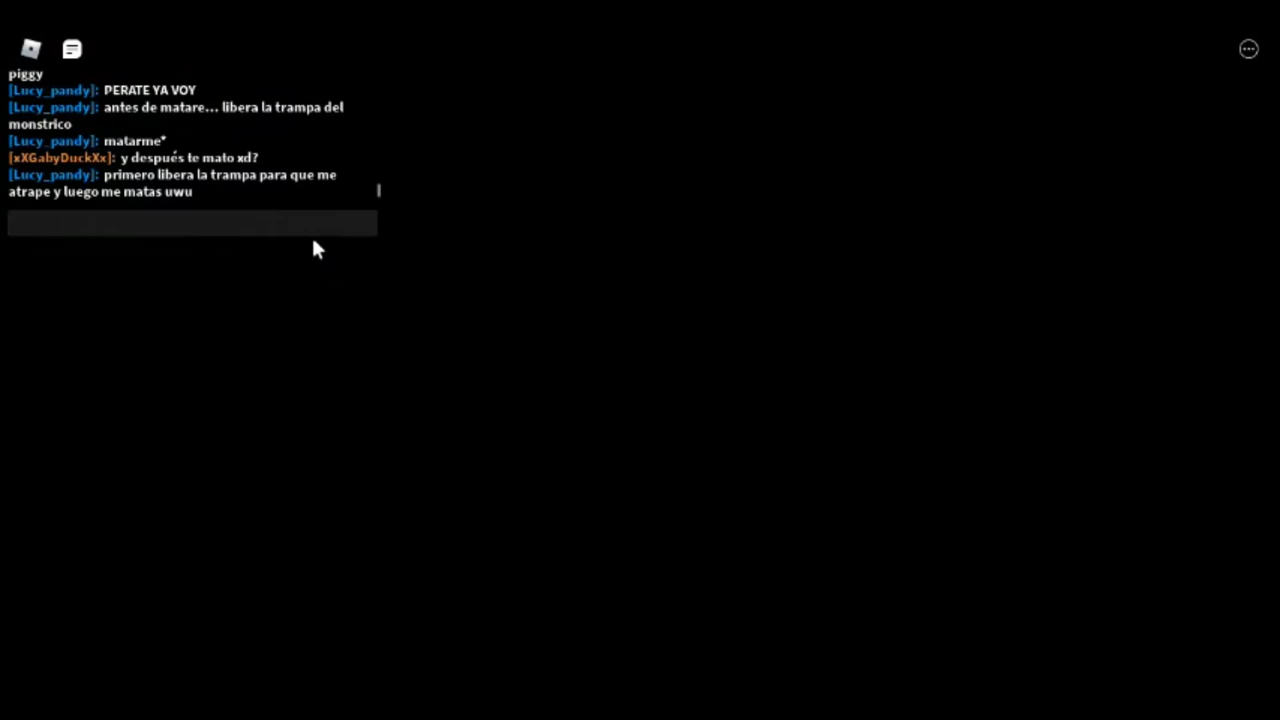 piggy
[Lucy_pandy]: PERATE YA VOY
[Lucy_pandy]: antes de matare... libera la trampa del
monstrico
[Lucy_pandy]: matarme*
[xXGabyDuckXx]: y después te mato xd?
[Lucy_pandy]: primero libera la trampa para que me
atrape y luego me matas uwu